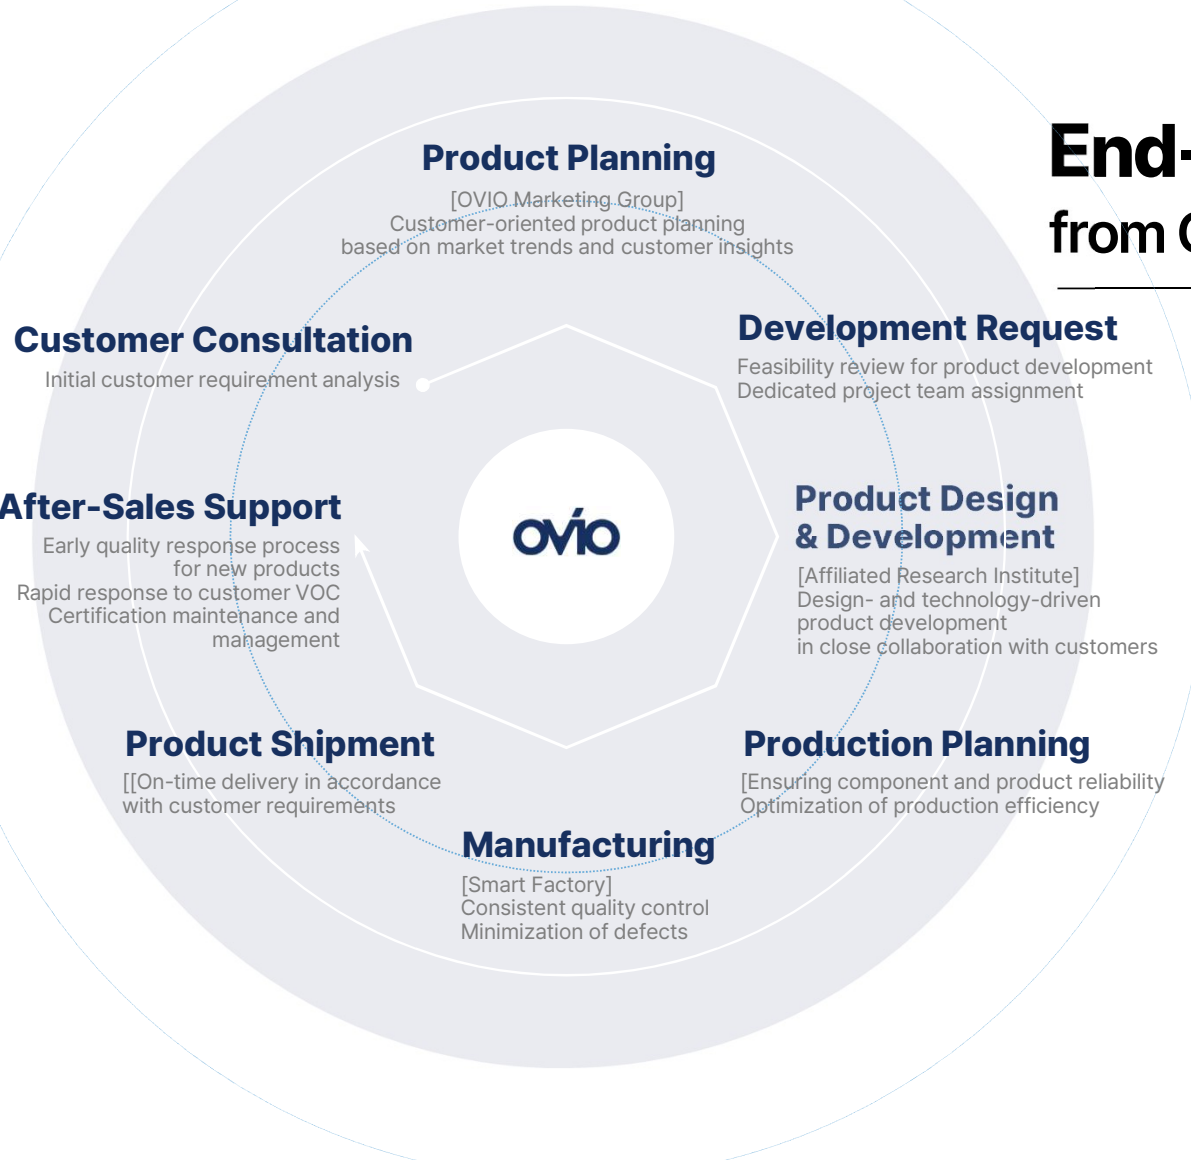 End-
from
Product Planning
[OVIO Marketing Group]
Customer-oriented product planning
based on market trends and customer insights
Customer Consultation
Initial customer requirement analysis
Development Request
Feasibility review for product development
Dedicated project team assignment
After-Sales Support
Early quality response process
for new products
Rapid response to customer VOC
Certification maintenance and
management
ovio
Product Design
& Development
[Affiliated Research Institute]
Design- and technology-driven
product development
in close collaboration with customers
Product Shipment
[[On-time delivery in accordance
with customer requirements
Production Planning
[Ensuring component and product reliability
Optimization of production efficiency
Manufacturing
[Smart Factory]
Consistent quality control
Minimization of defects